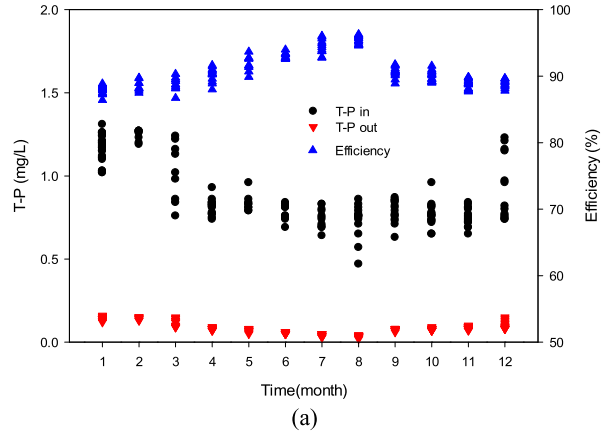 2.0
1.5
1.0
0.5
0.0
T-P (mg/L)
100
90
80
70
60
50
Efficiency (%)
T-P in
T-P out
Efficiency
1 2 3 4 5 6 7 8 9 10 11 12
Time(month)
(a)